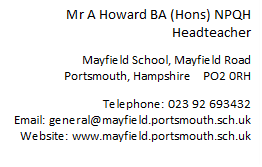 Mr A Howard BA (Hons) NPQH
Headteacher
Mayfield School, Mayfield Road
Portsmouth, Hampshire PO2 0RH
Telephone: 023 92 693432
Email: general@mayfield.portsmouth.sch.uk
Website: www.mayfield.portsmouth.sch.uk